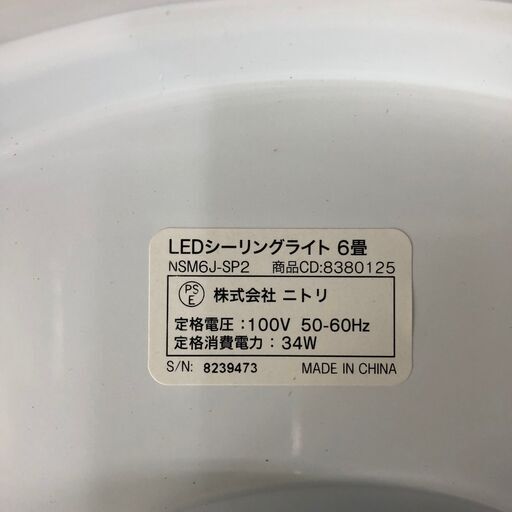 LEDシーリングライト 6畳
NSM6J-SP2 商品CD:8380125
PSE 株式会社 ニトリ
定格電圧：100V 50-60Hz
定格消費電力：34W
S/N: 8239473 MADE IN CHINA